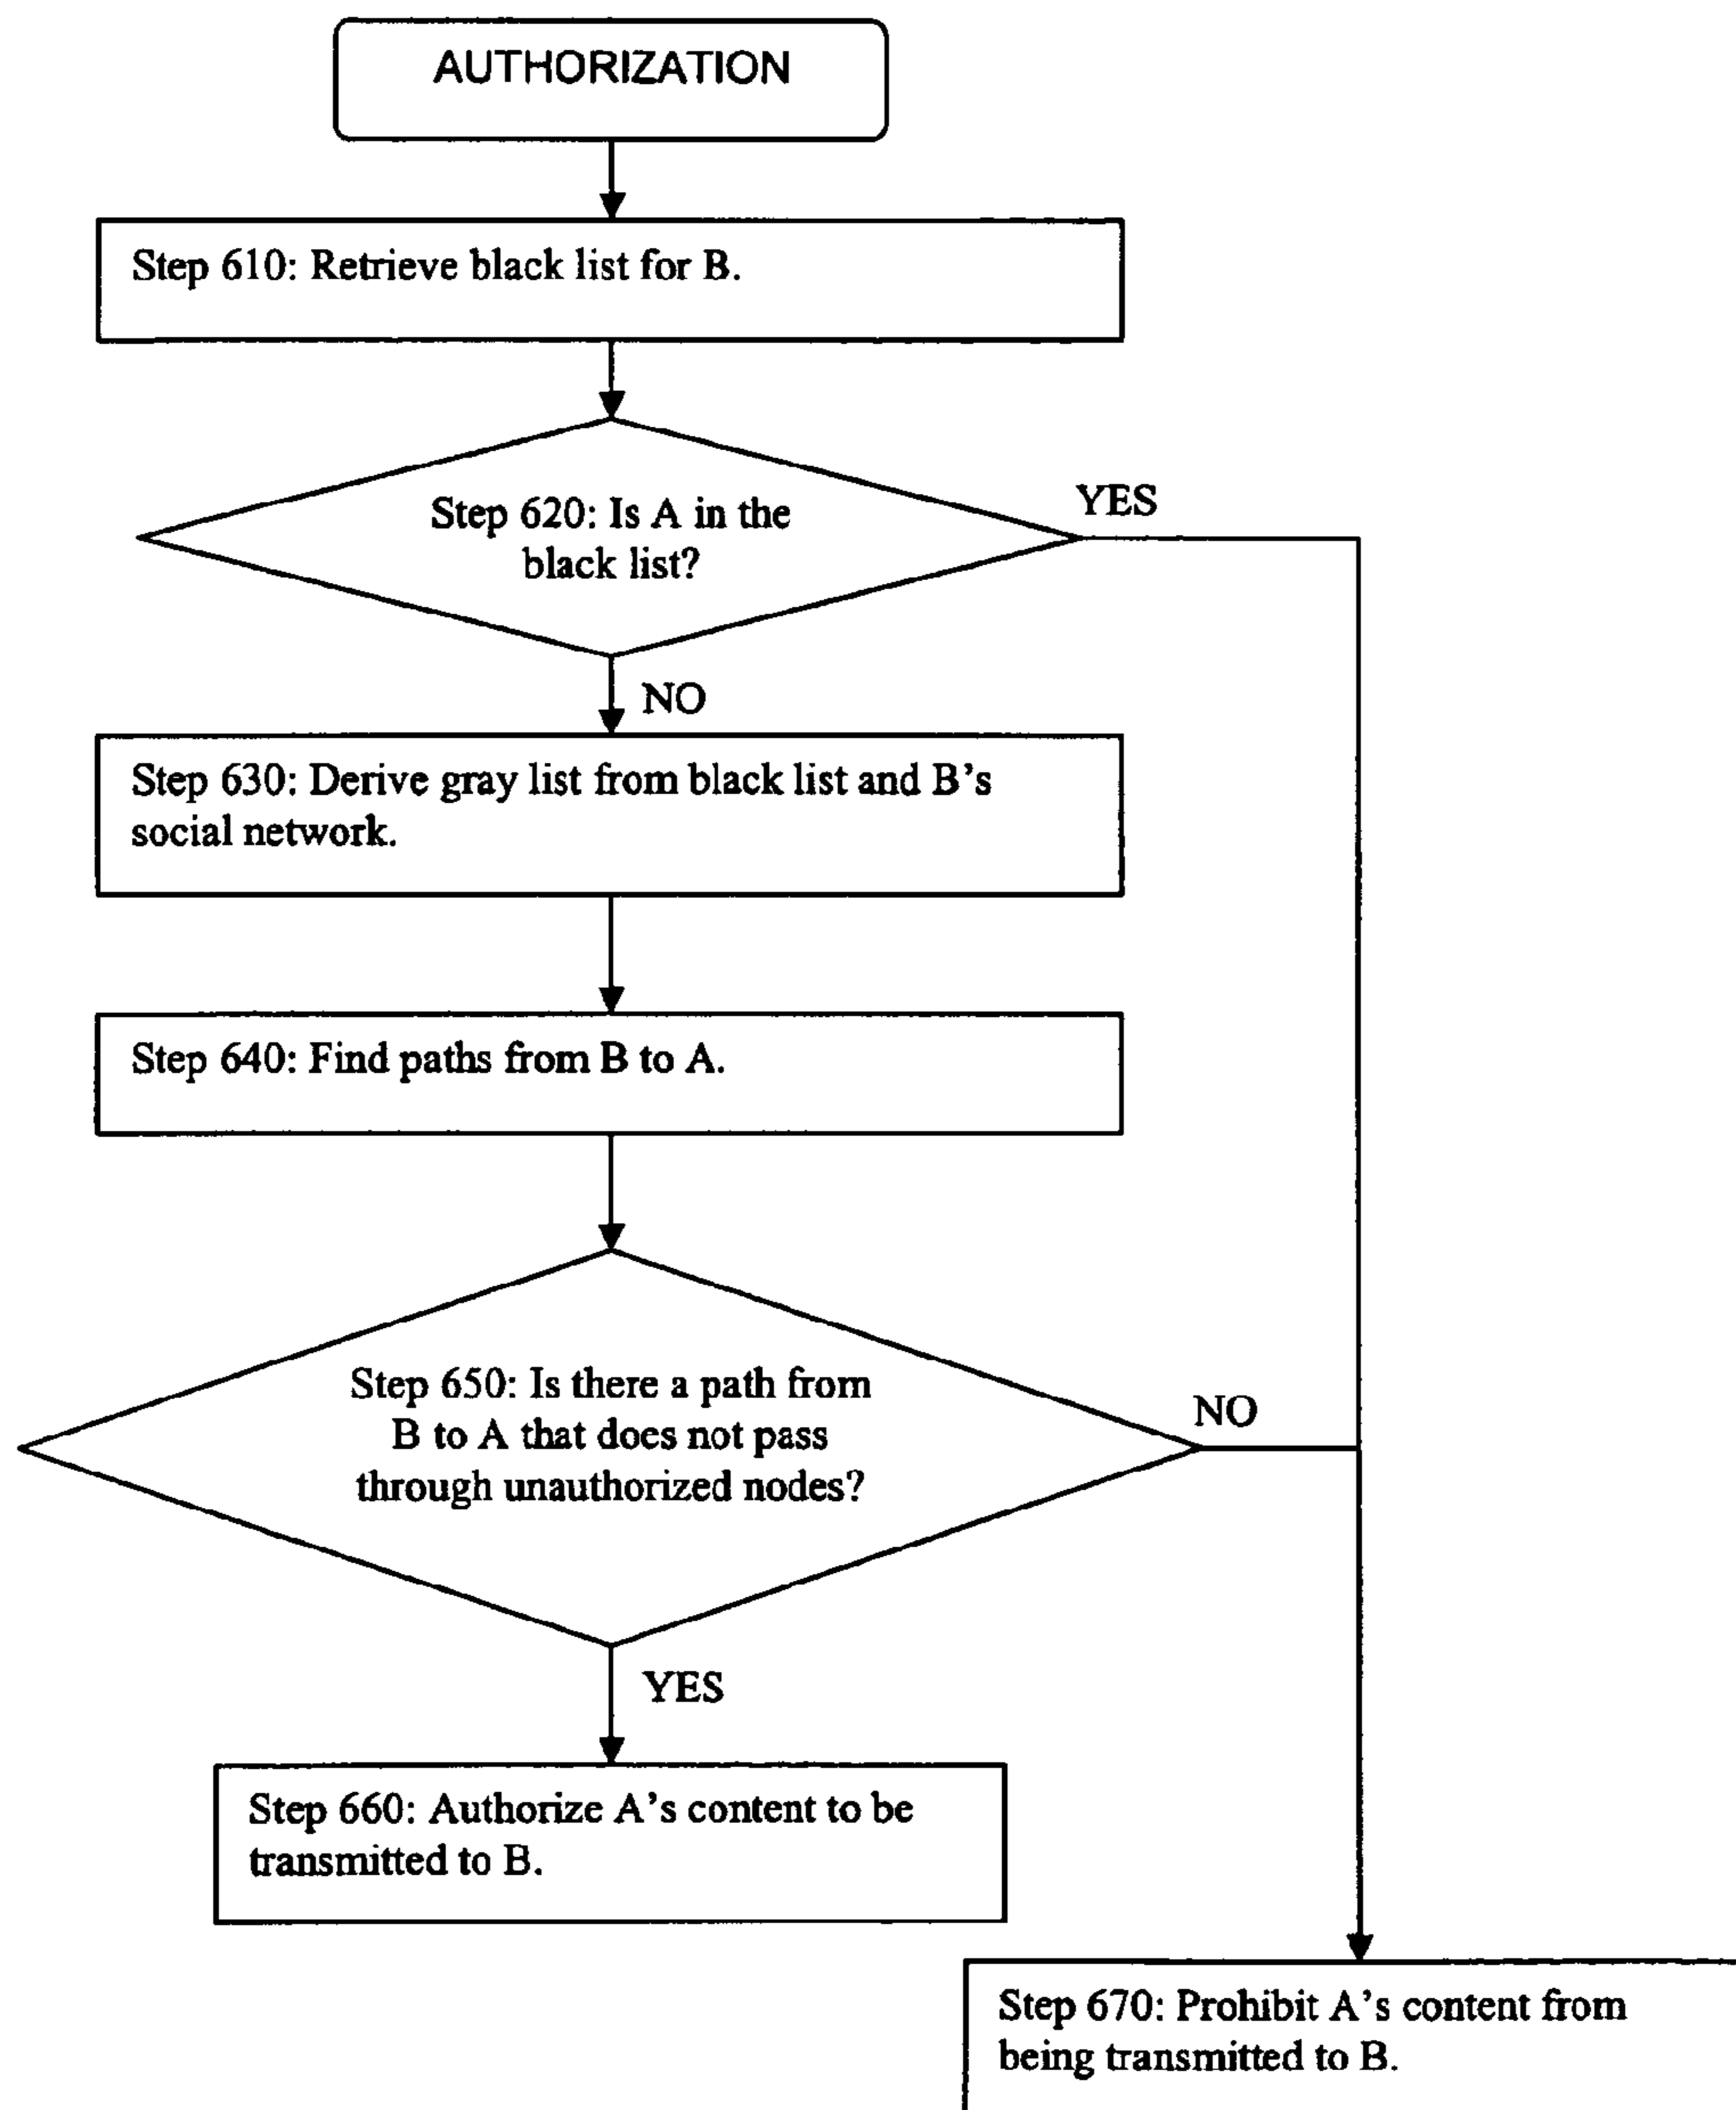 AUTHORIZATION
Step 610: Retrieve black list for B.
Step 620: Is A in the
black list?
YES
NO
Step 630: Derive gray list from black list and B's
social network.
Step 640: Find paths from B to A.
Step 650: Is there a path from
B to A that does not pass
through unauthorized nodes?
NO
YES
Step 660: Authorize A's content to be
transmitted to B.
Step 670: Prohibit A's content from
being transmitted to B.